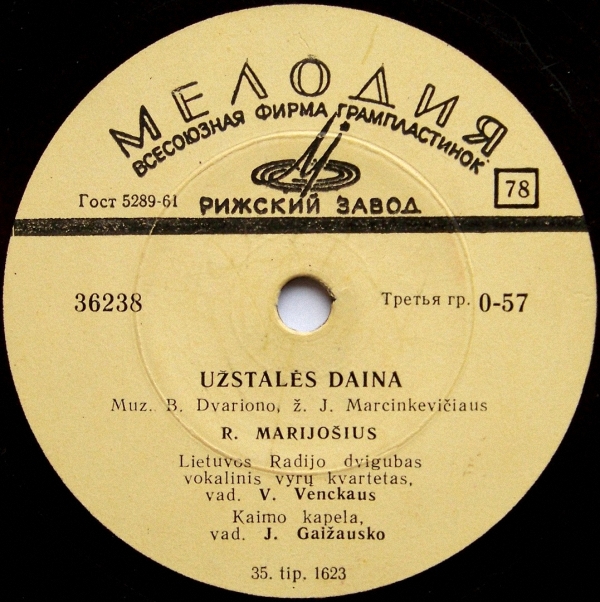 МЕЛОДИЯ
ВСЕСОЮЗНАЯ ФИРМА ГРАМПЛАСТИНОК
Гост 5289-61
РИЖСКИЙ ЗАВОД
78
36238
Третья гр. 0-57
UŽSTALĖS DAINA
Muz. B. Dvariono, ž. J. Marcinkevičiaus
R. MARIJOŠIUS
Lietuvos Radijo dvigubas
vokalinis vyrų kvartetas,
vad. V. Venckaus
Kaimo kapela,
vad. J. Gaižausko
35. tip. 1623